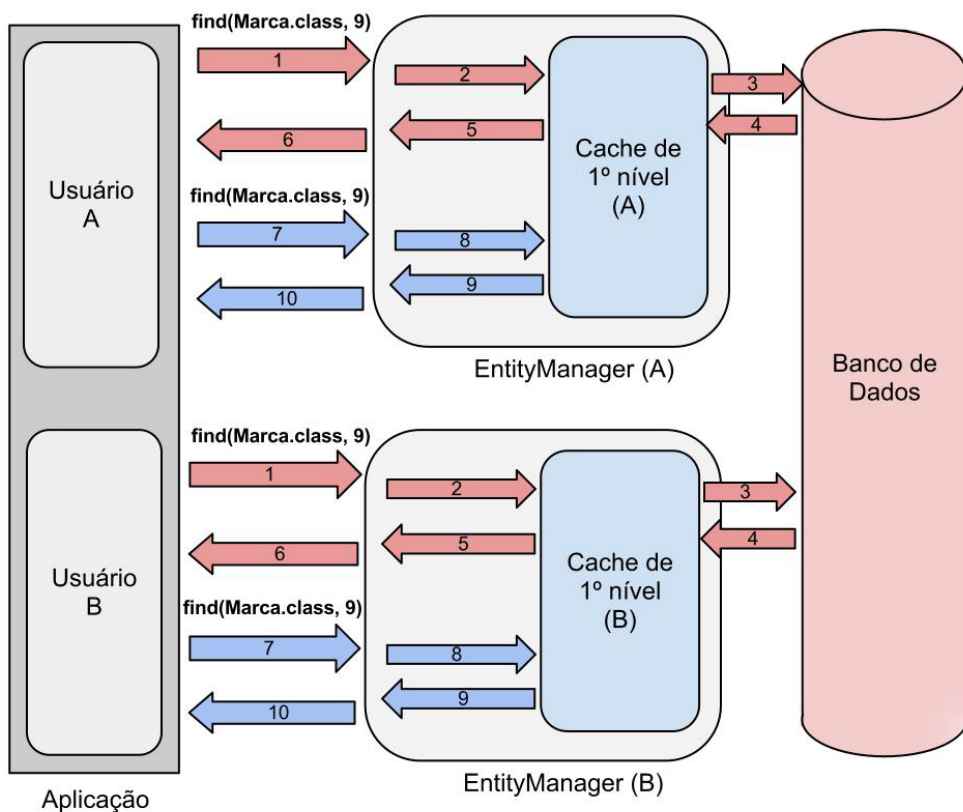 find(Marca.class, 9)
1
2
3
4
5
6
Usuário
A
find(Marca.class, 9)
7
8
9
10
Cache de
1º nível
(A)
EntityManager (A)
Banco de
Dados
find(Marca.class, 9)
1
2
3
4
5
6
Usuário
B
find(Marca.class, 9)
7
8
9
10
Cache de
1º nível
(B)
EntityManager (B)
Aplicação